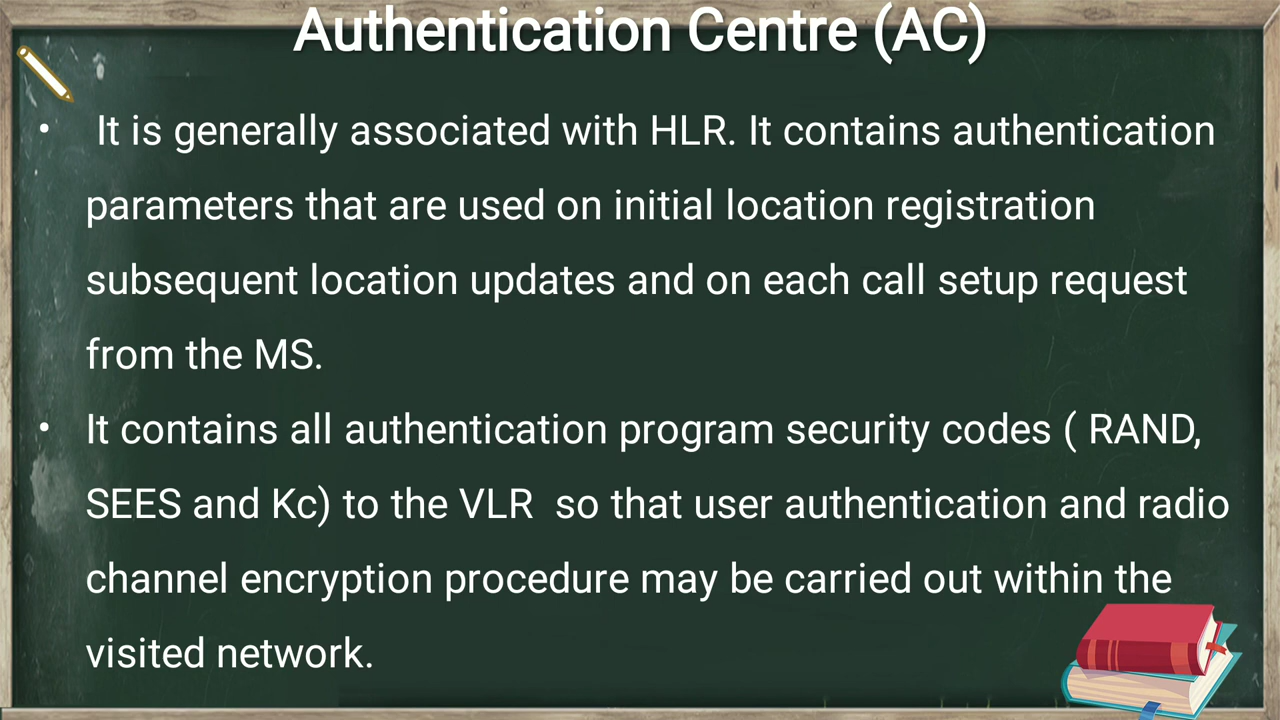 Authentication Centre (AC)
• It is generally associated with HLR. It contains authentication
parameters that are used on initial location registration
subsequent location updates and on each call setup request
from the MS.
• It contains all authentication program security codes ( RAND,
SEES and Kc) to the VLR  so that user authentication and radio
channel encryption procedure may be carried out within the
visited network.